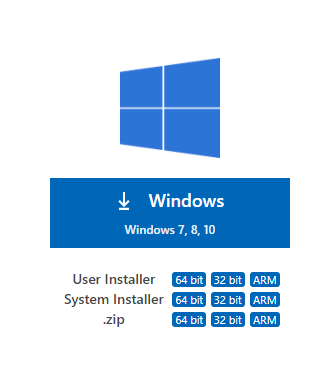 Windows
Windows 7, 8, 10
User Installer 64 bit 32 bit ARM
System Installer 64 bit 32 bit ARM
.zip 64 bit 32 bit ARM